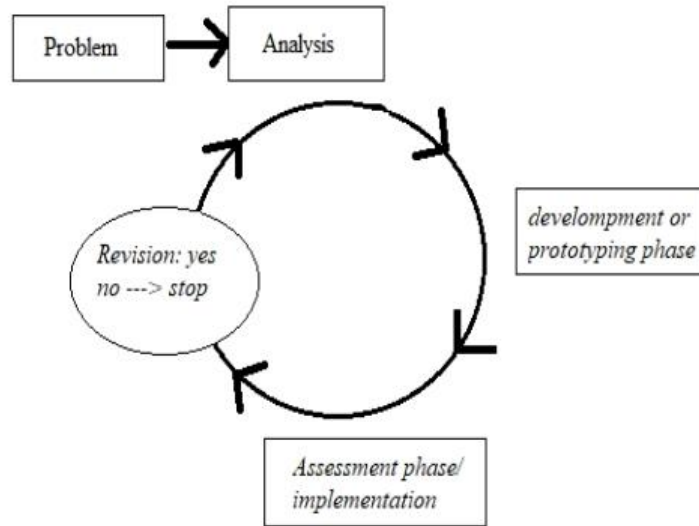 Problem
Analysis
develompment or
prototyping phase
Revision: yes
no ---> stop
Assessment phase/
implementation